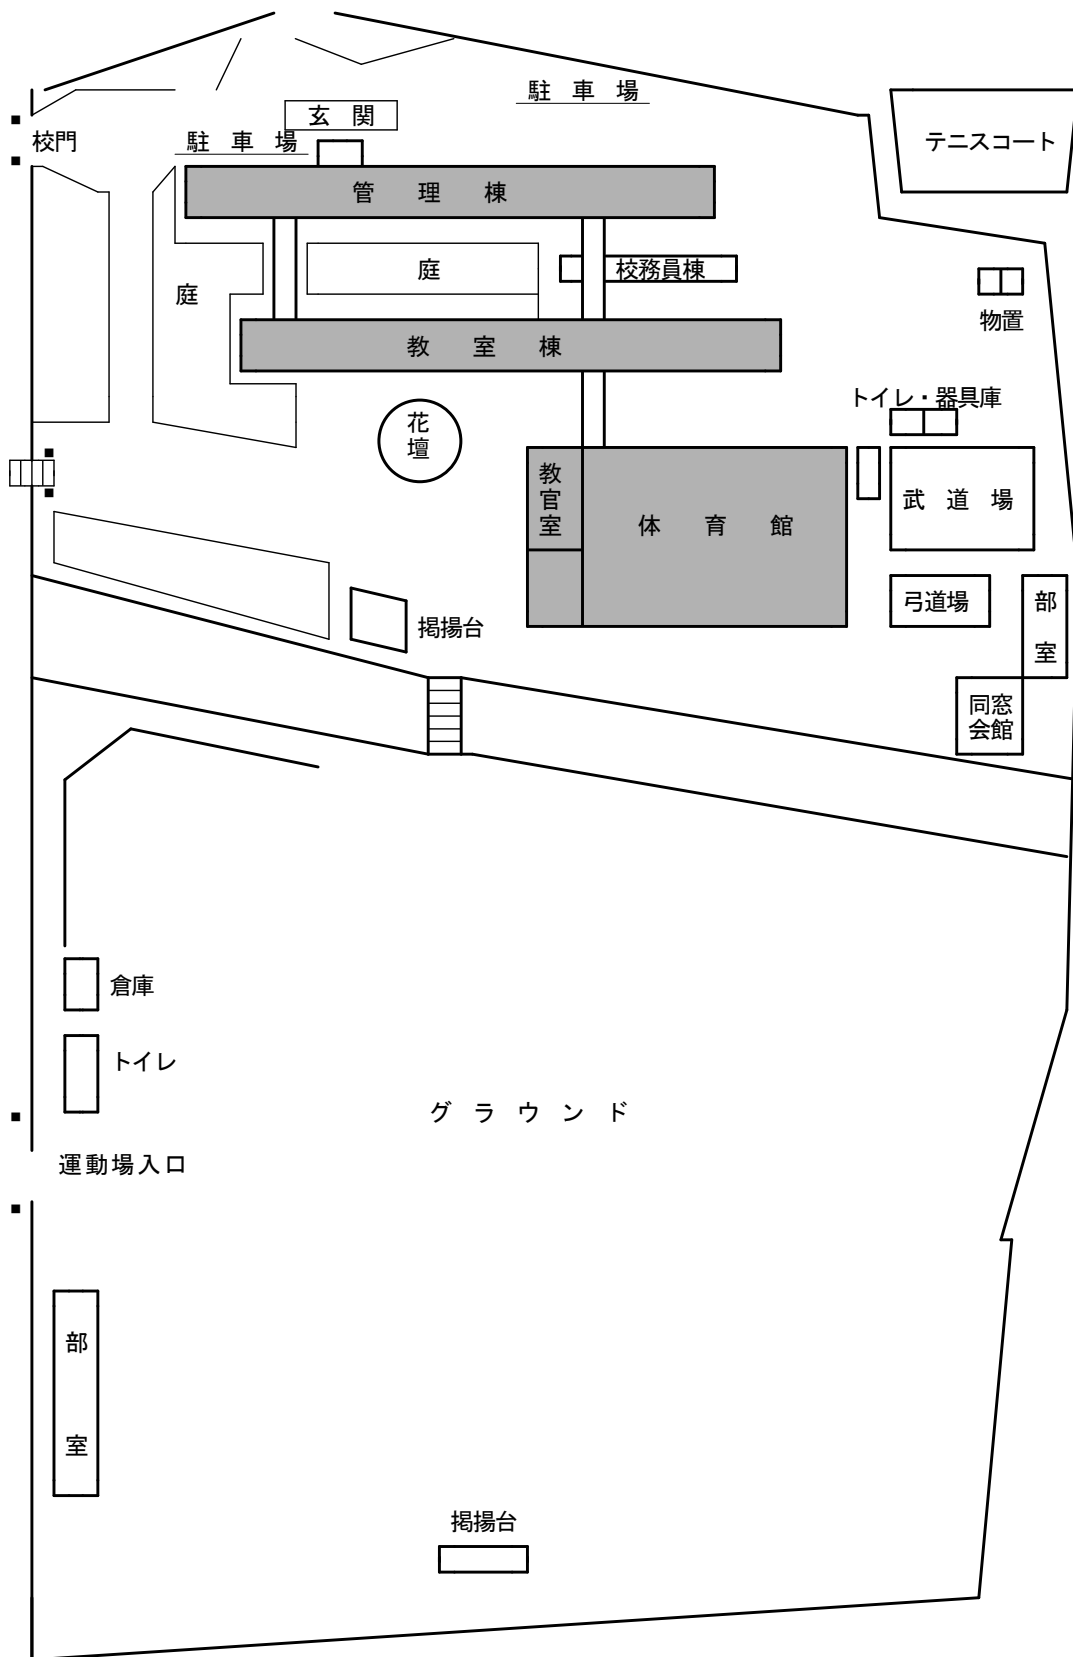 駐車場
玄関
校門
駐車場
テニスコート
管理棟
庭
校務員棟
庭
物置
教室棟
トイレ・器具庫
花壇
教官室
体育館
武道場
弓道場
部室
掲揚台
同窓
会館
倉庫
トイレ
グラウンド
運動場入口
部室
掲揚台